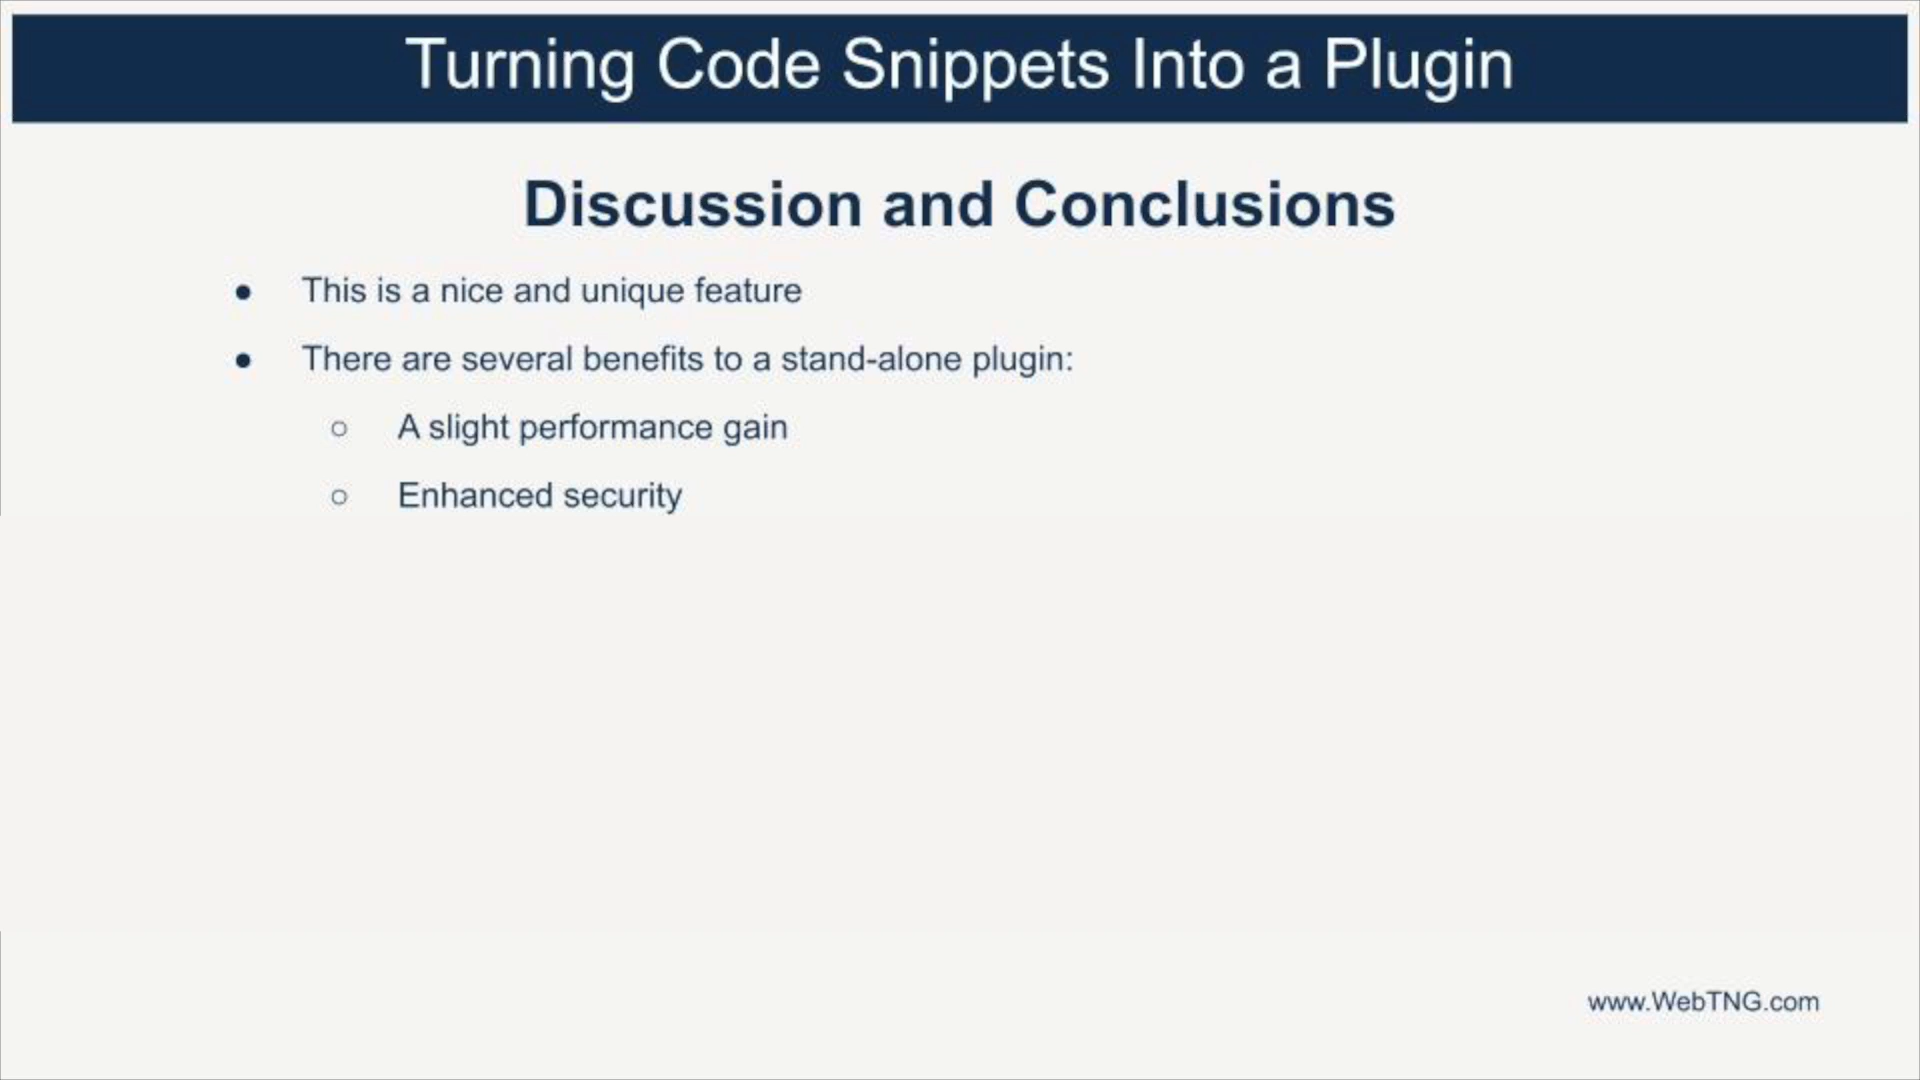 Turning Code Snippets Into a Plugin
Discussion and Conclusions
● This is a nice and unique feature
● There are several benefits to a stand-alone plugin:
○ A slight performance gain
○ Enhanced security
www.WebTNG.com